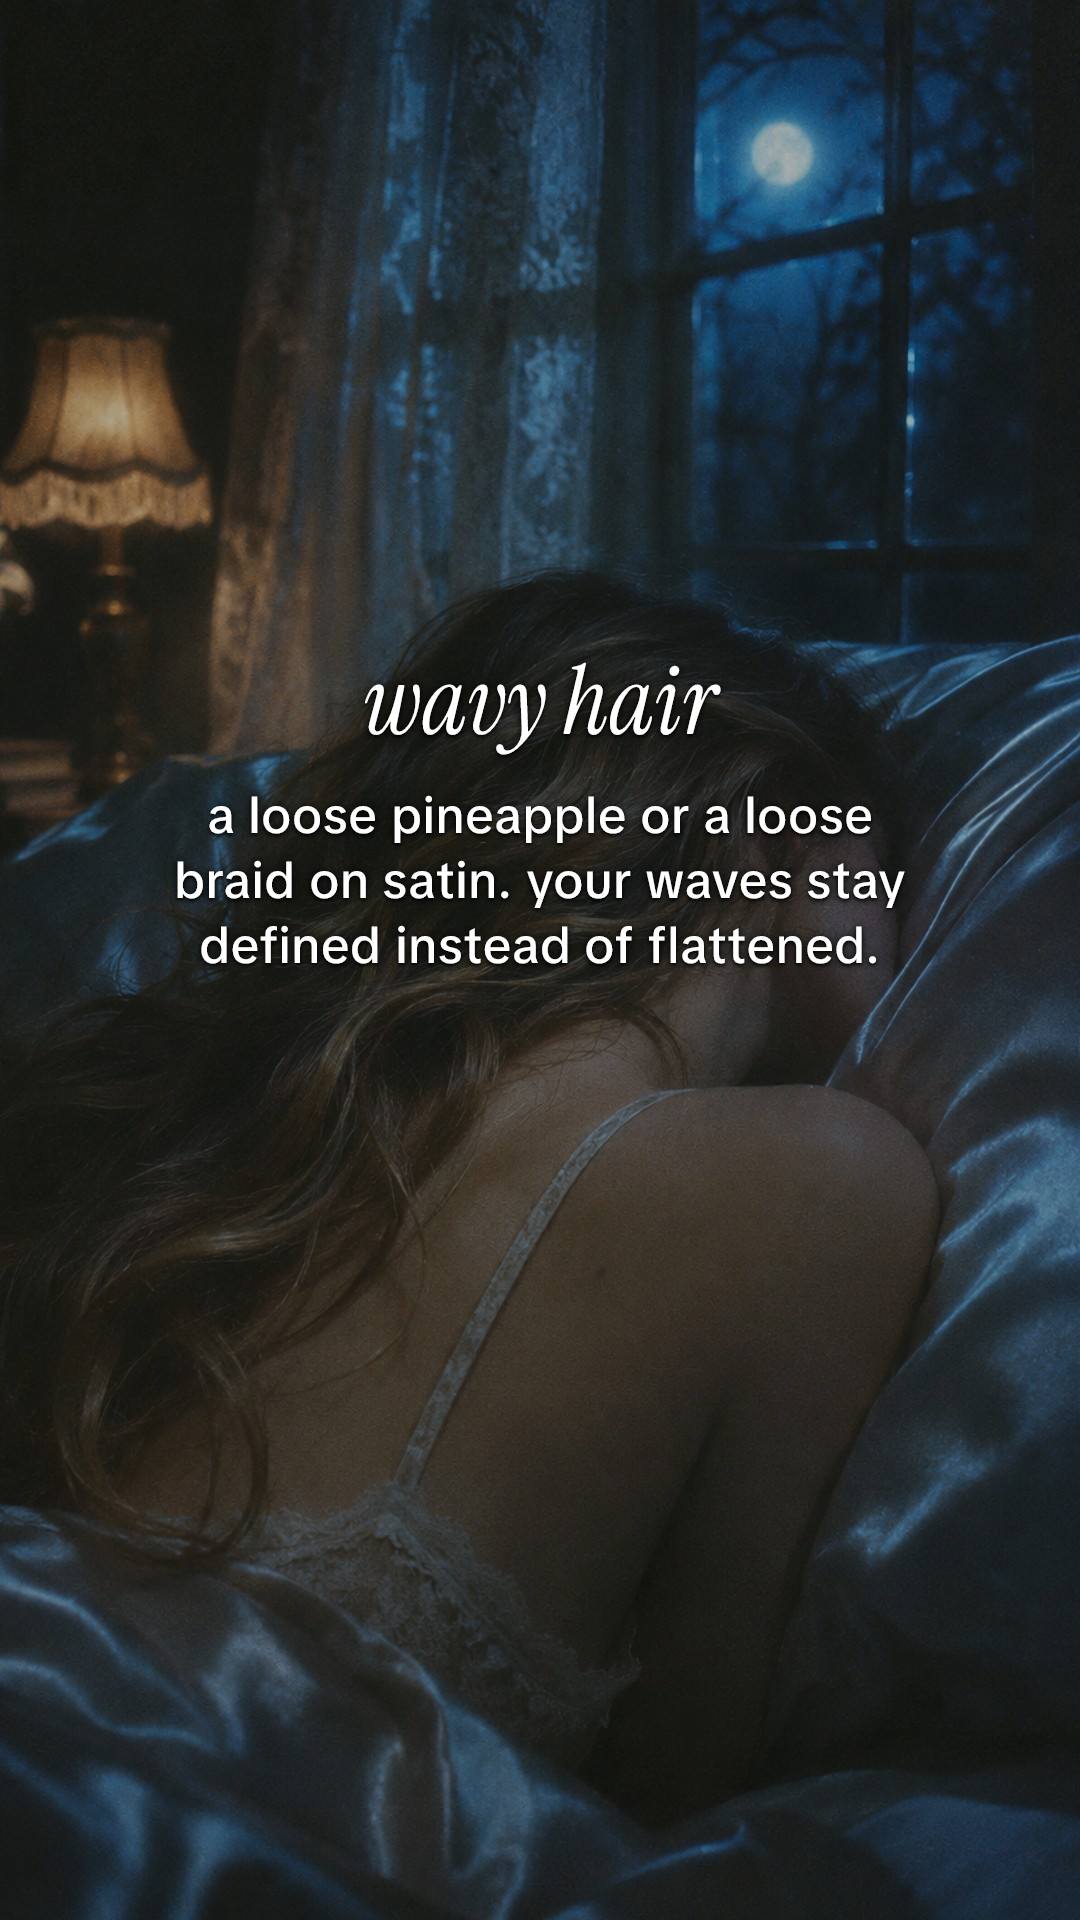 wavy hair
a loose pineapple or a loose
braid on satin. your waves stay
defined instead of flattened.